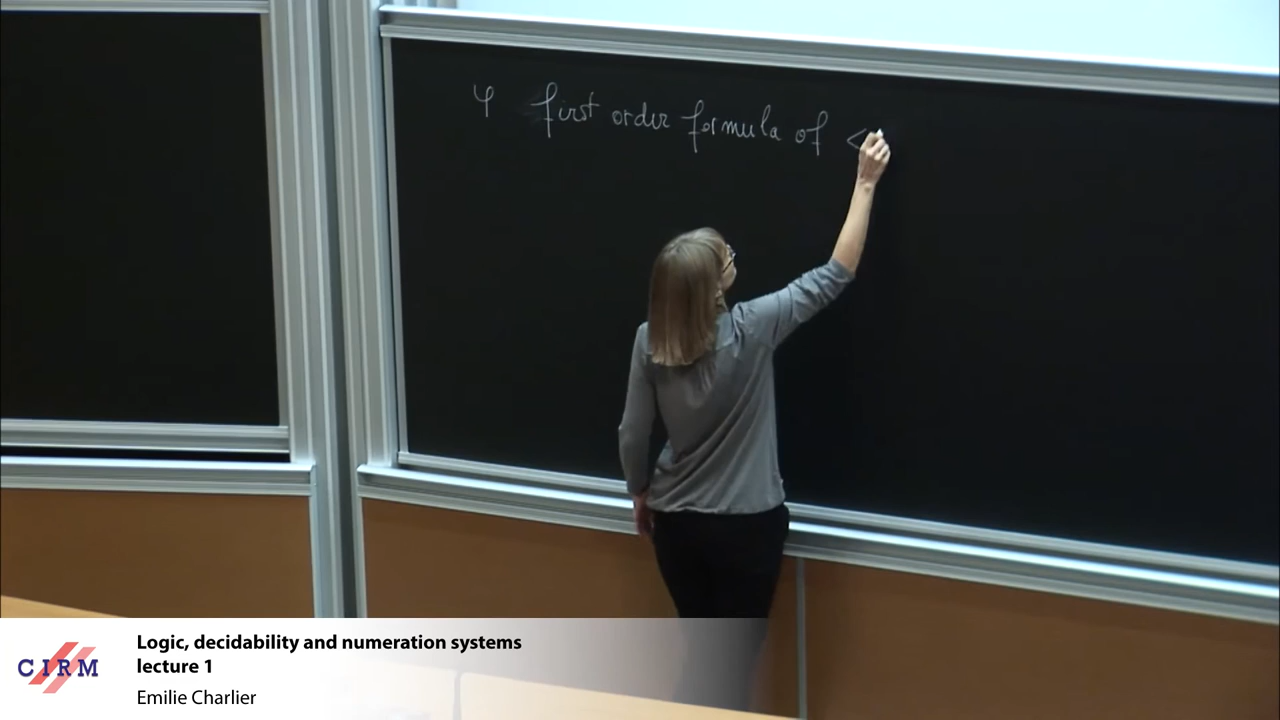 φ first order formula of <
CIRM
Logic, decidability and numeration systems
lecture 1
Emilie Charlier